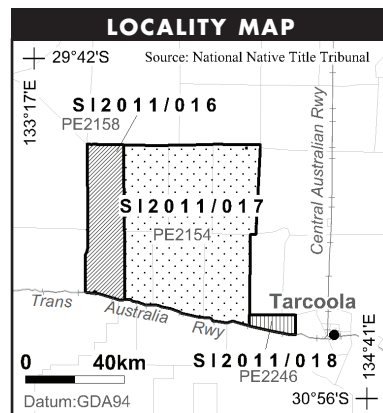 LOCALITY MAP
29°42'S
Source: National Native Title Tribunal
133°17'E
SI2011/016
PE2158
Central Australian Rwy
SI2011/017
PE2154
Trans Australia Rwy
Tarcoola
SI2011/018
PE2246
0 40km
Datum:GDA94
134°41'E
30°56'S